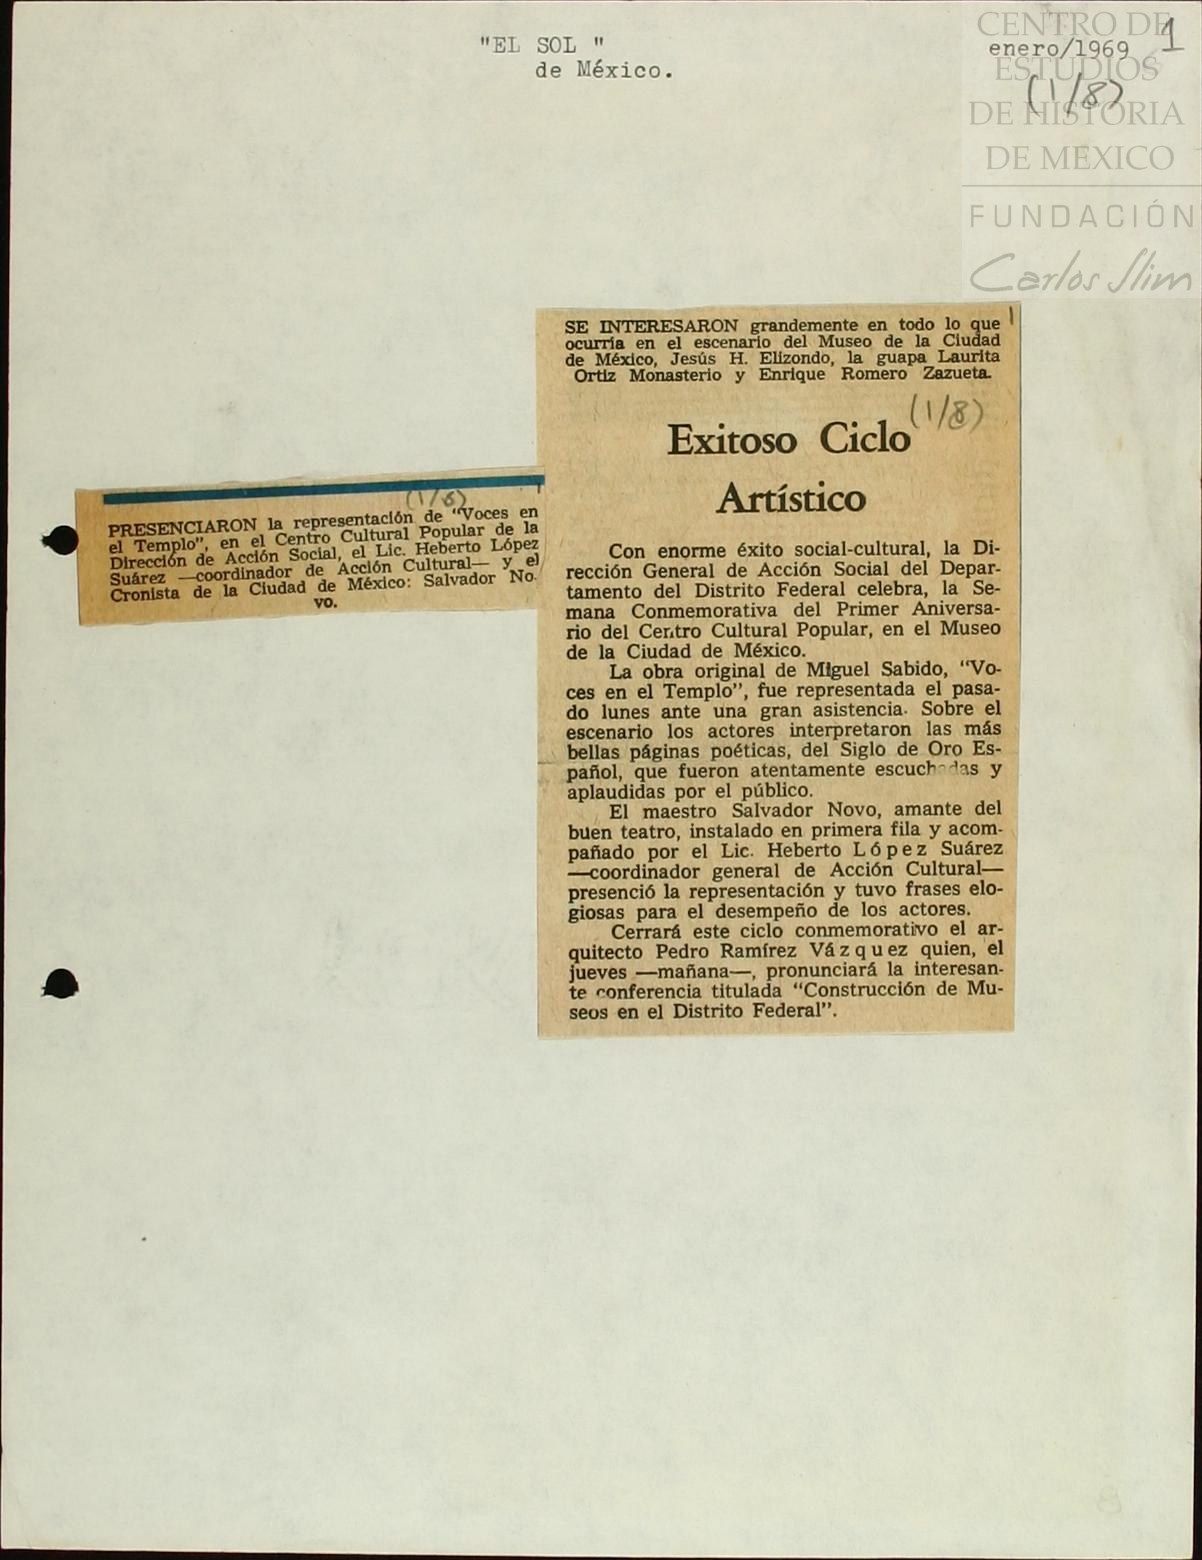 "EL SOL "
de México.
enero/1969
1
(1/8)
CENTRO DE
ESTUDIOS
DE HISTORIA
DE MEXICO
FUNDACIÓN
Carlos Slim
SE INTERESARON grandemente en todo lo que
ocurría en el escenario del Museo de la Ciudad
de México, Jesús H. Elizondo, la guapa Laurita
Ortiz Monasterio y Enrique Romero Zazueta.
(1/8)
Exitoso Ciclo
Artístico
Con enorme éxito social-cultural, la Di-
rección General de Acción Social del Depar-
tamento del Distrito Federal celebra, la Se-
mana Conmemorativa del Primer Aniversa-
rio del Centro Cultural Popular, en el Museo
de la Ciudad de México.
La obra original de Miguel Sabido, "Vo-
ces en el Templo", fue representada el pasa-
do lunes ante una gran asistencia. Sobre el
escenario los actores interpretaron las más
bellas páginas poéticas, del Siglo de Oro Es-
pañol, que fueron atentamente escuchadas y
aplaudidas por el público.
El maestro Salvador Novo, amante del
buen teatro, instalado en primera fila y acom-
pañado por el Lic. Heberto López Suárez
—coordinador general de Acción Cultural—
presenció la representación y tuvo frases elo-
giosas para el desempeño de los actores.
Cerrará este ciclo conmemorativo el ar-
quitecto Pedro Ramírez Vázquez quien, el
jueves —mañana—, pronunciará la interesan-
te conferencia titulada "Construcción de Mu-
seos en el Distrito Federal".
(1/8)
PRESENCIARON la representación de "Voces en
el Templo", en el Centro Cultural Popular de la
Dirección de Acción Social, el Lic. Heberto López
Suárez —coordinador de Acción Cultural— y el
Cronista de la Ciudad de México: Salvador No-
vo.